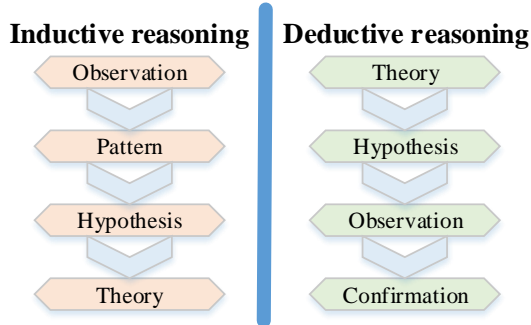 Inductive reasoning
Observation
Pattern
Hypothesis
Theory
Deductive reasoning
Theory
Hypothesis
Observation
Confirmation